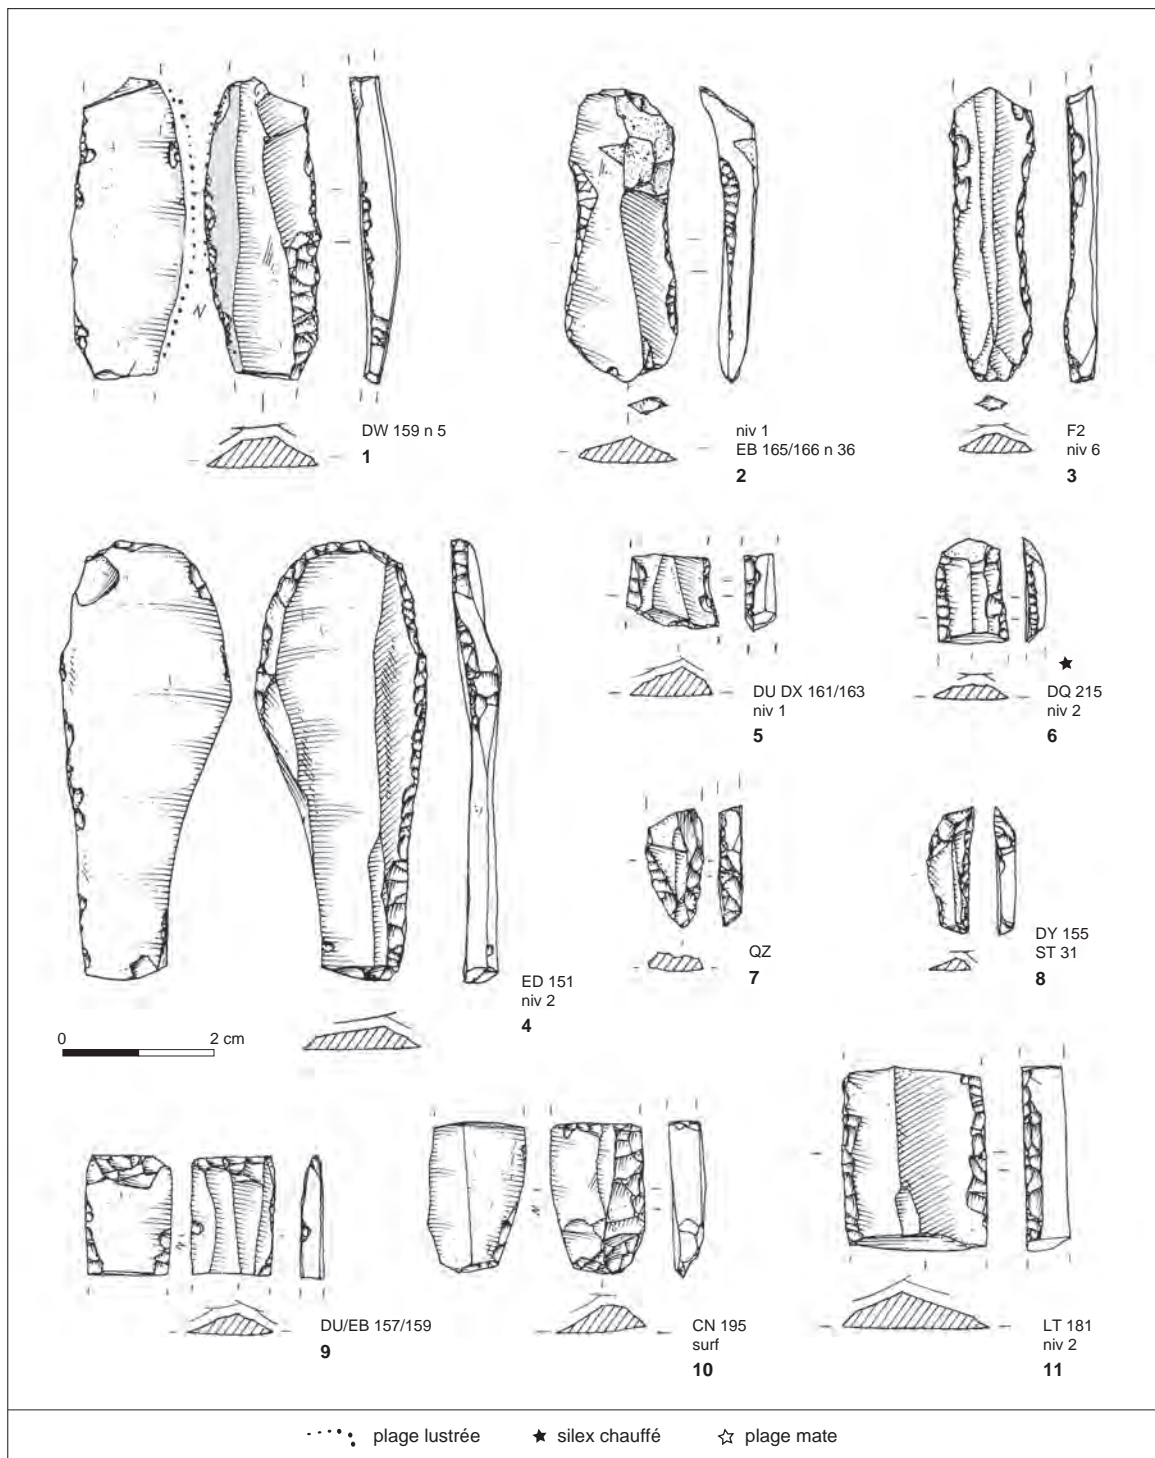 DW 159 n 5
1
niv 1
EB 165/166 n 36
2
F2
niv 6
3
ED 151
niv 2
4
DU DX 161/163
niv 1
5
DQ 215
niv 2
6
QZ
7
DY 155
ST 31
8
0 2 cm
DU/EB 157/159
9
CN 195
surf
10
LT 181
niv 2
11
plage lustrée silex chauffé plage mate